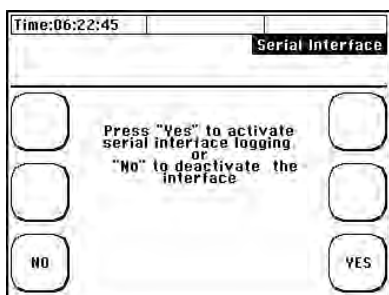 Time:06:22:45
Serial Interface
Press "Yes" to activate
serial interface logging
or
"No" to deactivate the
interface
NO
YES